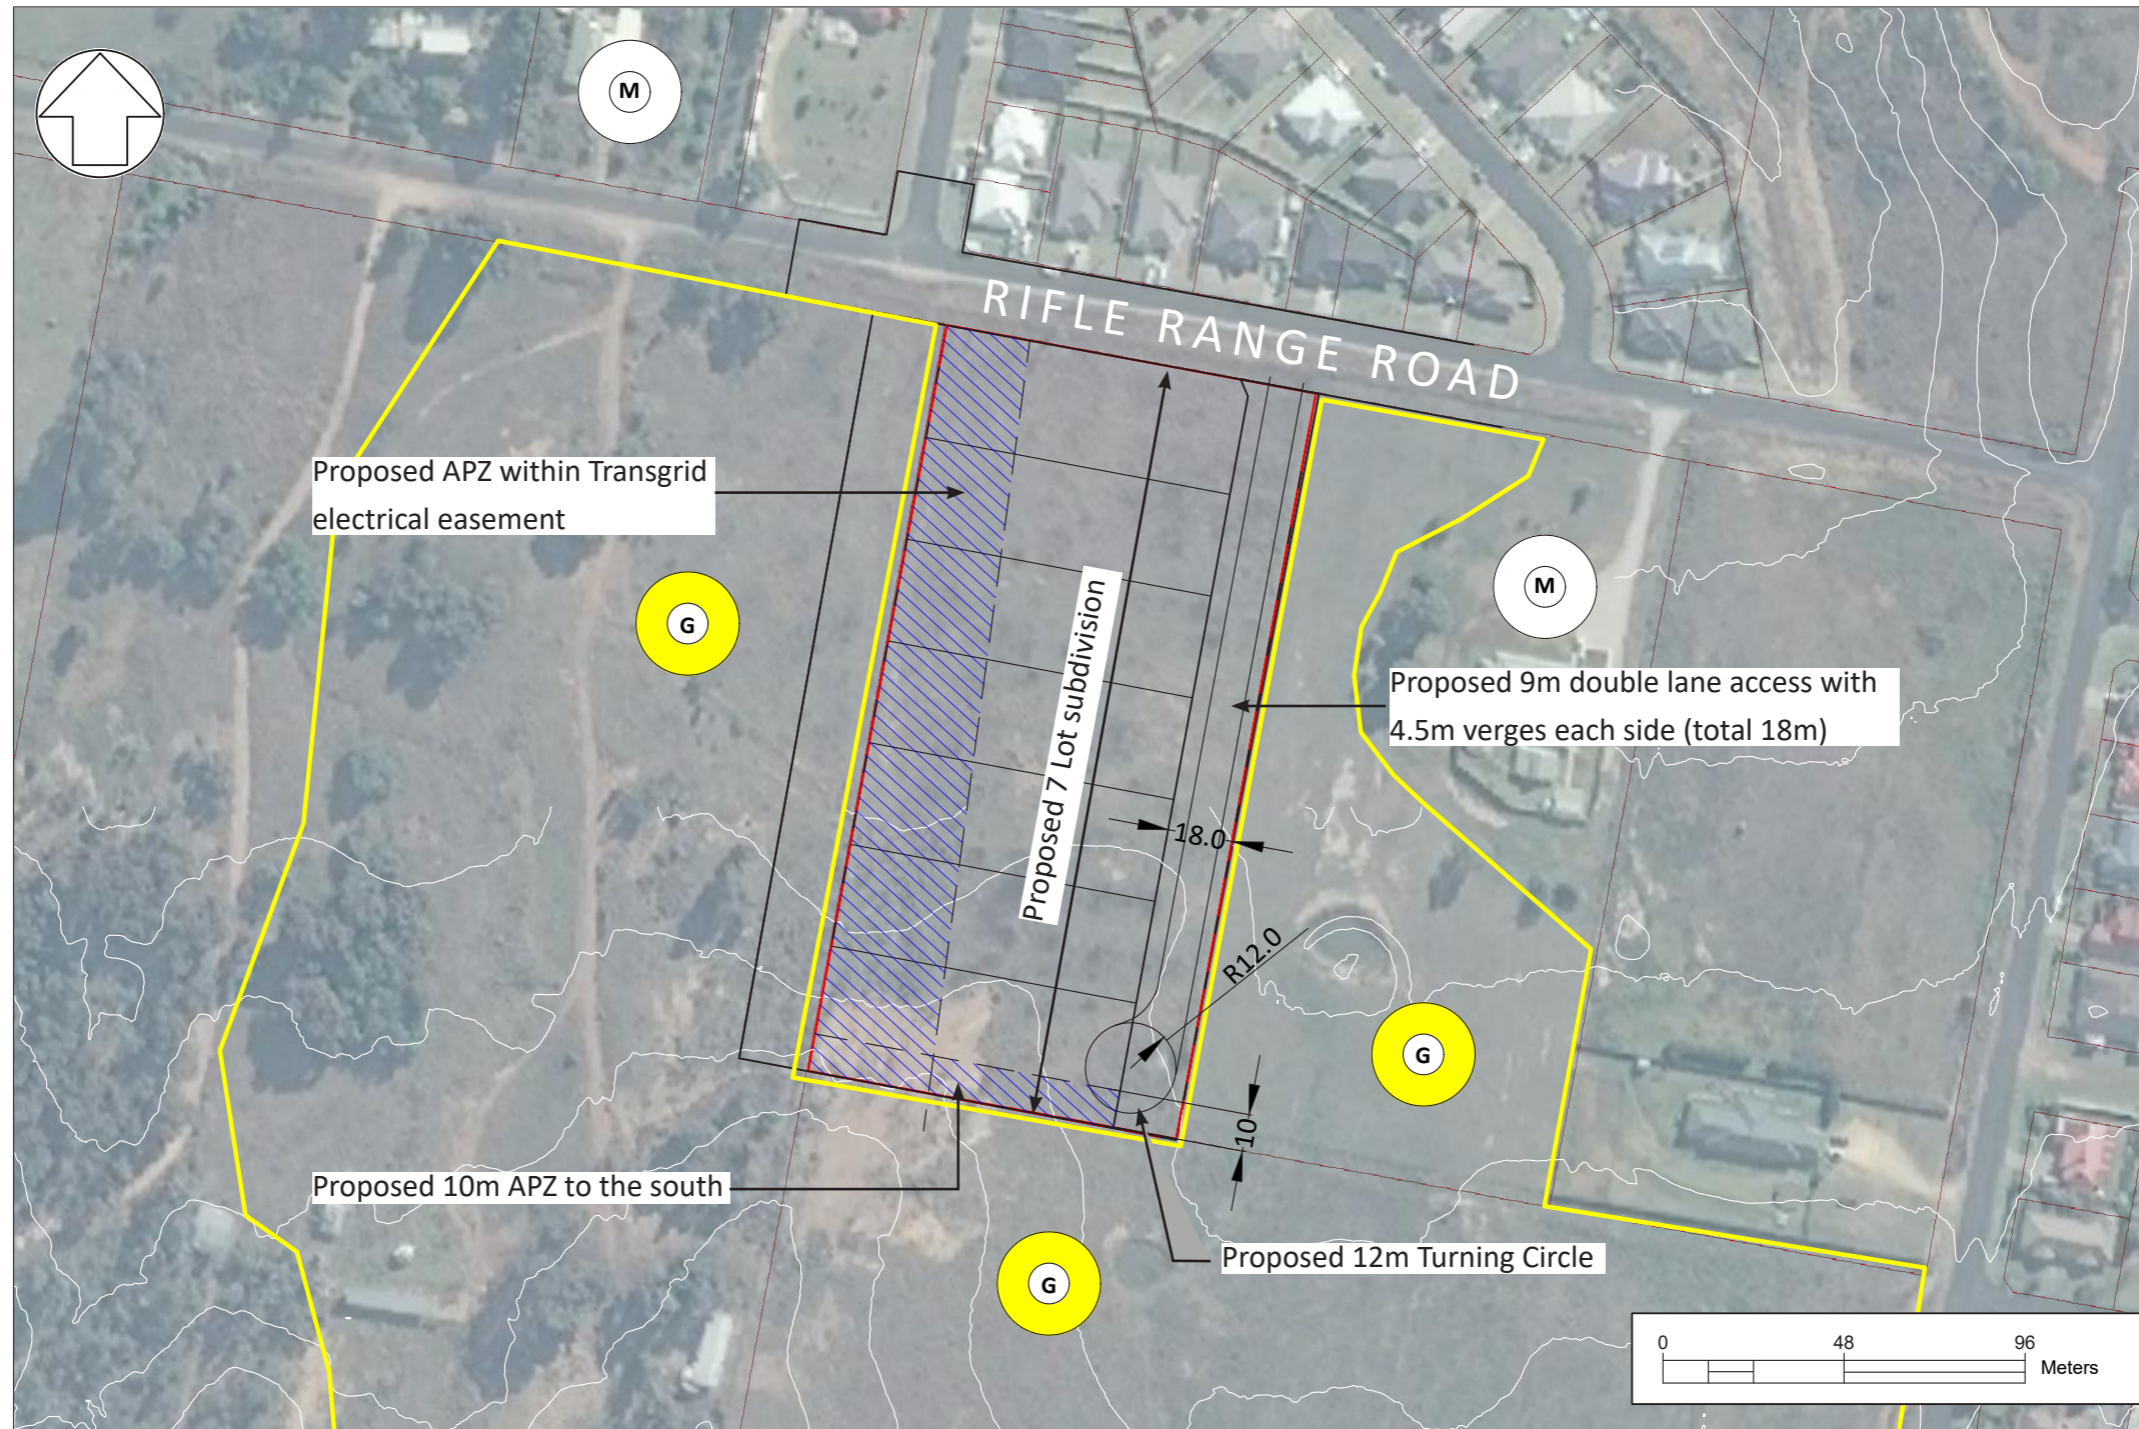 M
RIFLE RANGE ROAD
Proposed APZ within Transgrid
electrical easement
G
Proposed 7 Lot subdivision
M
Proposed 9m double lane access with
4.5m verges each side (total 18m)
18.0
R12.0
G
10
Proposed 10m APZ to the south
Proposed 12m Turning Circle
G
0 48 96
Meters